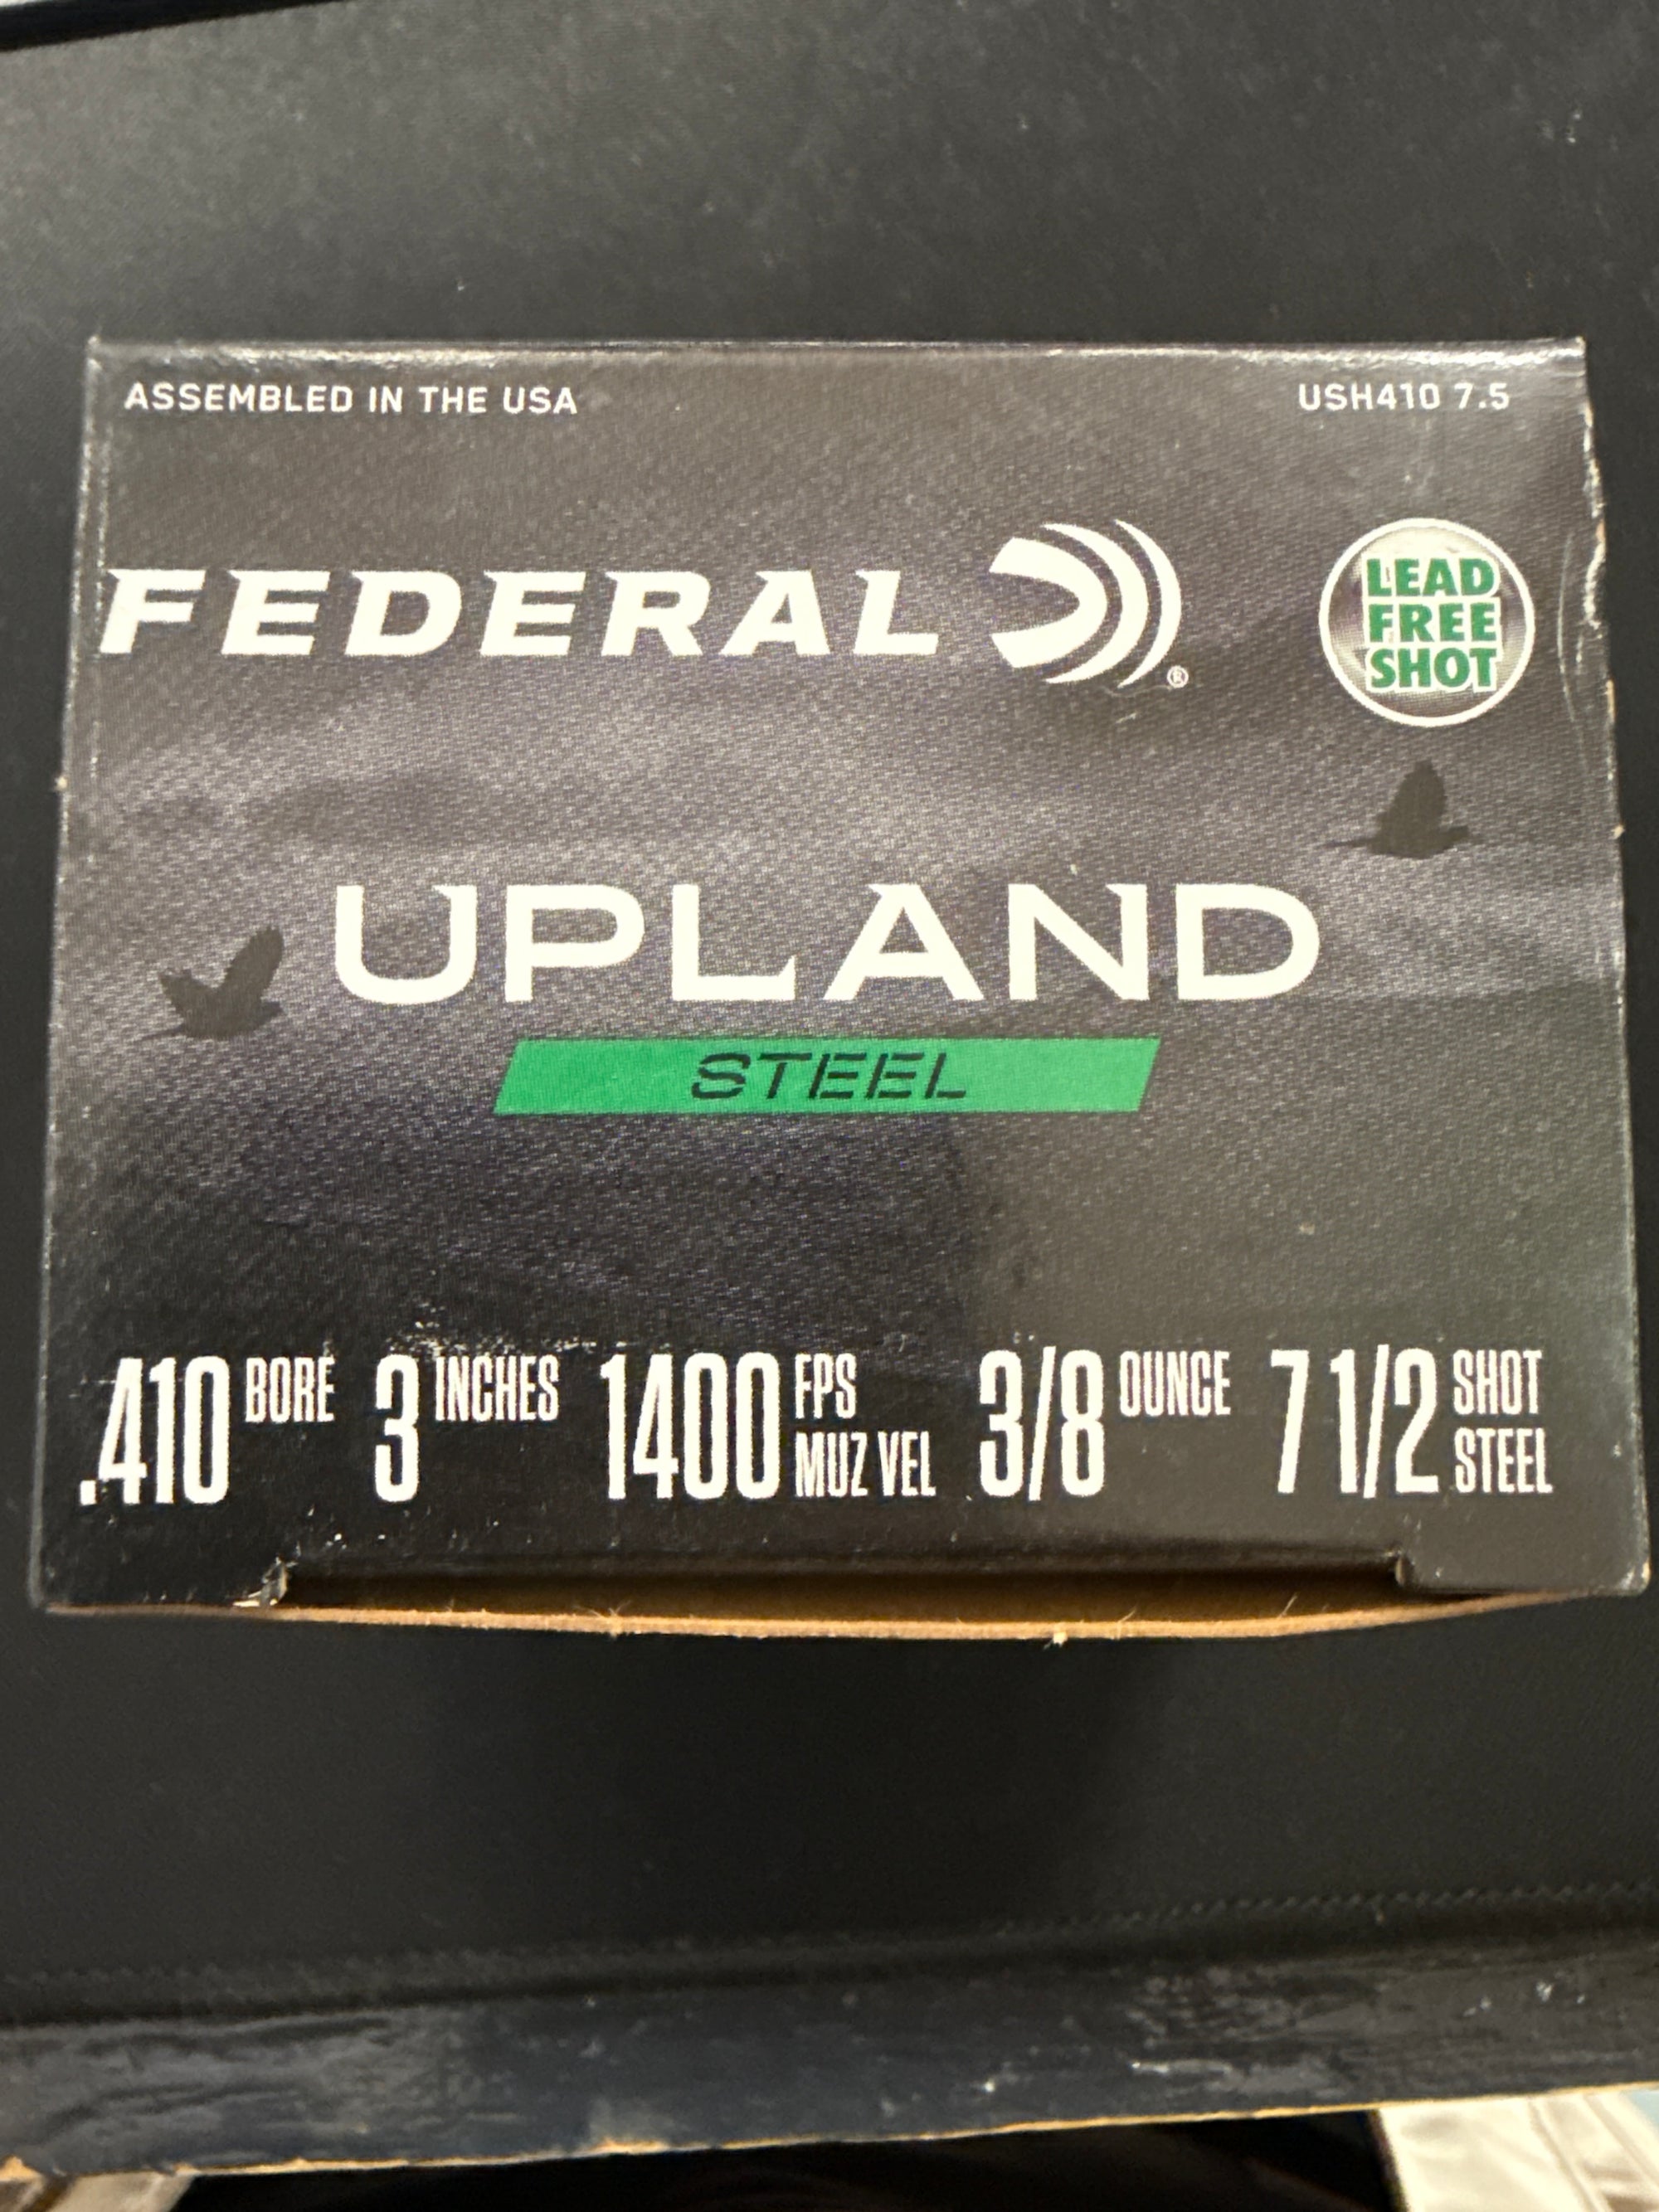 ASSEMBLED IN THE USA USH410 7.5
FEDERAL ®
LEAD
FREE
SHOT
UPLAND
STEEL
.410 BORE 3 INCHES 1400 FPS MUZ VEL 3/8 OUNCE 7 1/2 SHOT STEEL